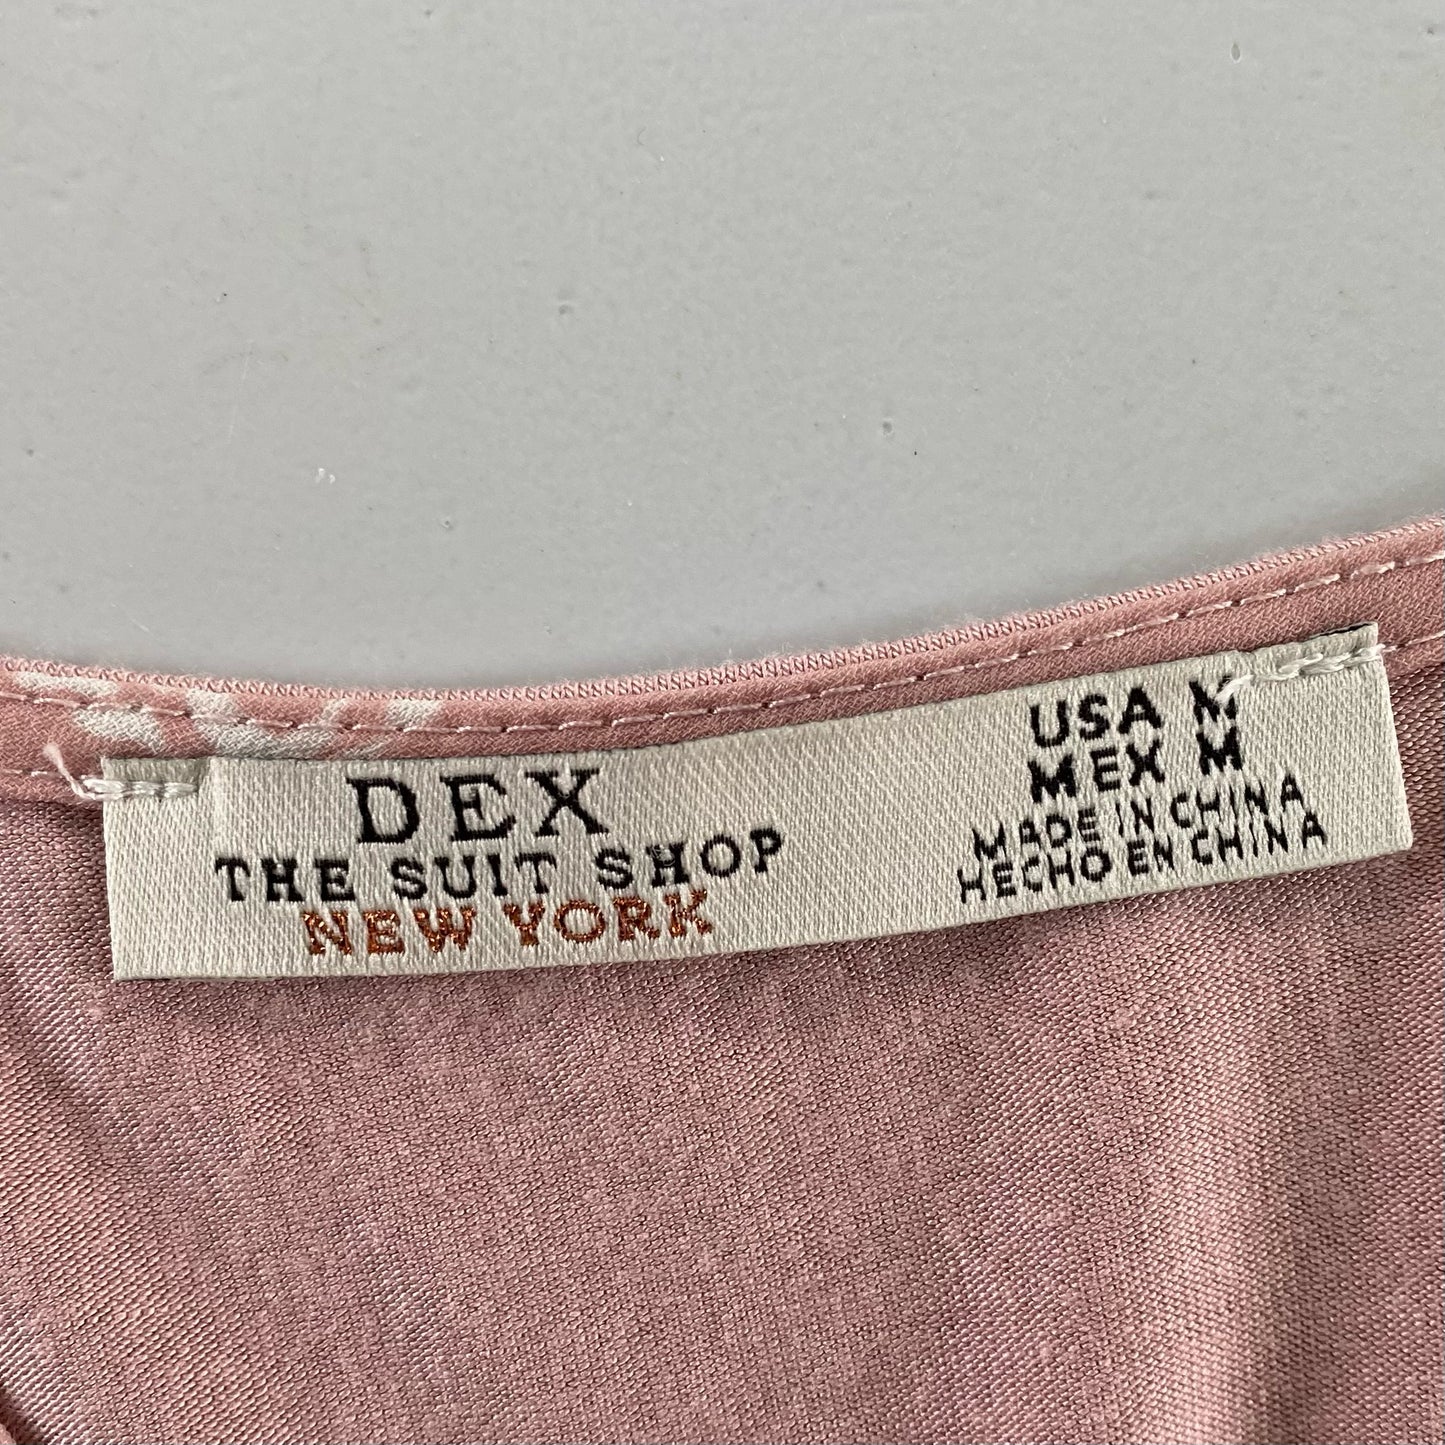 DEX
THE SUIT SHOP
NEW YORK
USA M
MEX M
MADE IN CHINA
HECHO EN CHINA